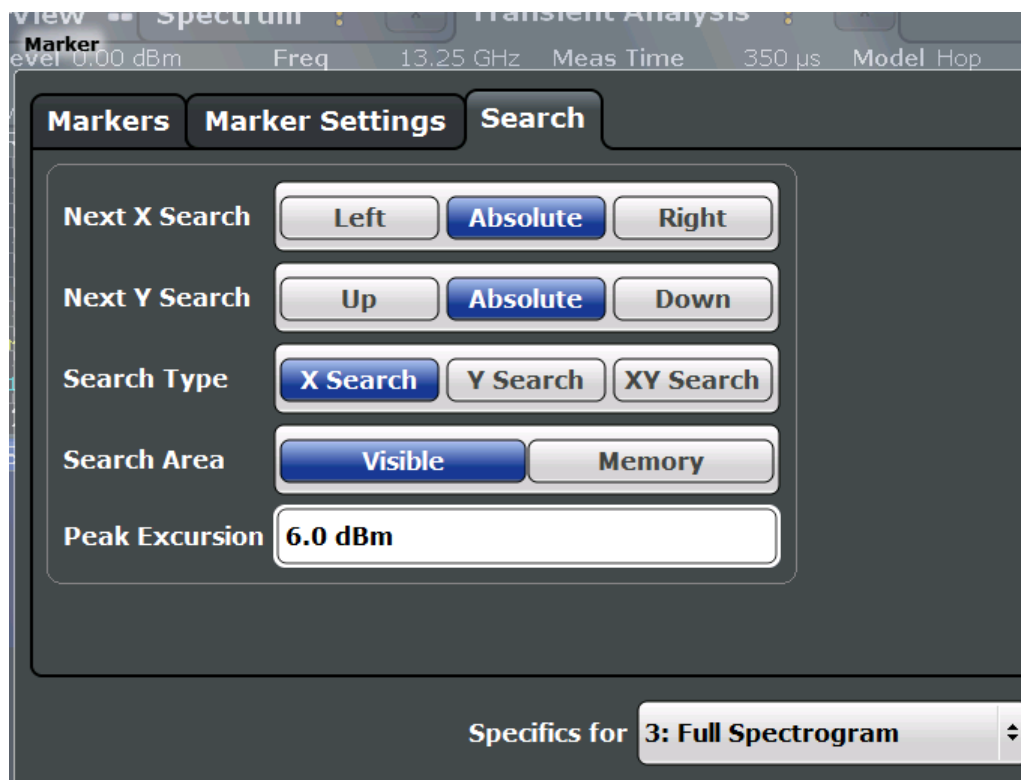 View Spectrum Transient Analysis
Marker
evel 0.00 dBm Freq 13.25 GHz Meas Time 350 µs Model Hop
Markers Marker Settings Search
Next X Search Left Absolute Right
Next Y Search Up Absolute Down
Search Type X Search Y Search XY Search
Search Area Visible Memory
Peak Excursion 6.0 dBm
Specifics for 3: Full Spectrogram